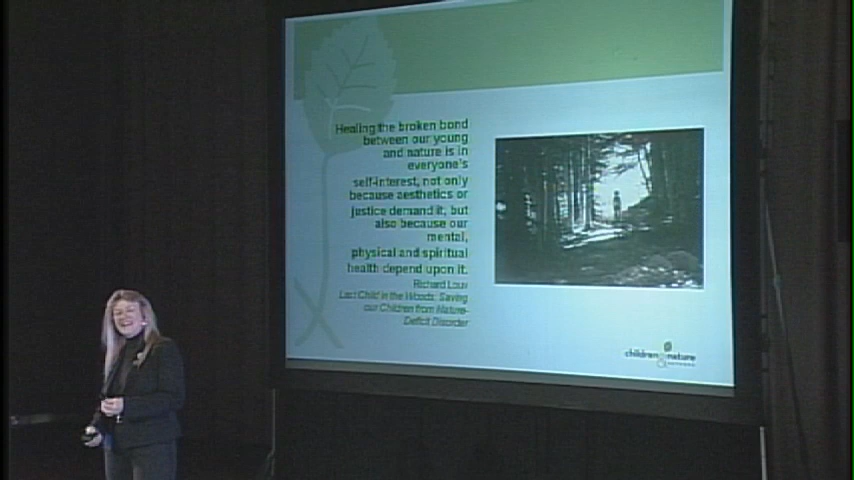 Healing the broken bond
between our young
and nature is in
everyone's
self-interest, not only
because aesthetics or
justice demand it, but
also because our
mental,
physical and spiritual
health depend upon it.
Richard Louv
Last Child in the Woods: Saving
our Children from Nature-
Deficit Disorder
children & nature
NETWORK